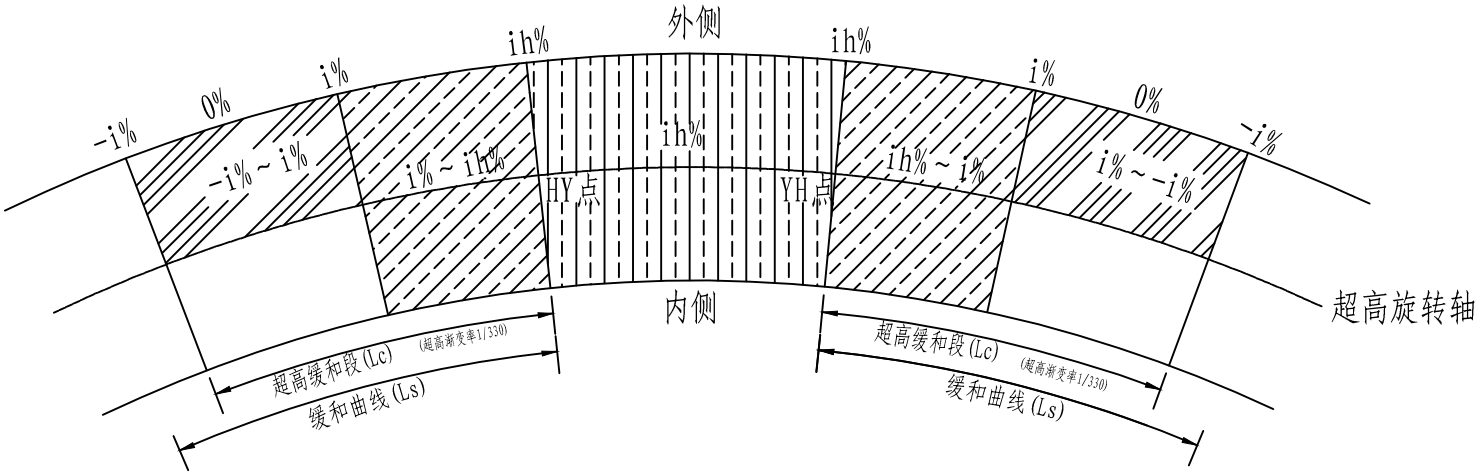 外侧
ih%
ih%
i%
i%
0%
0%
-i%
-i%
-i%~i%
i%~ih%
ih%
ih%~i%
i%~-i%
HY点
YH点
内侧
超高旋转轴
超高缓和段(Lc)
(超高渐变率1/330)
超高缓和段(Lc)
(超高渐变率1/330)
缓和曲线(Ls)
缓和曲线(Ls)